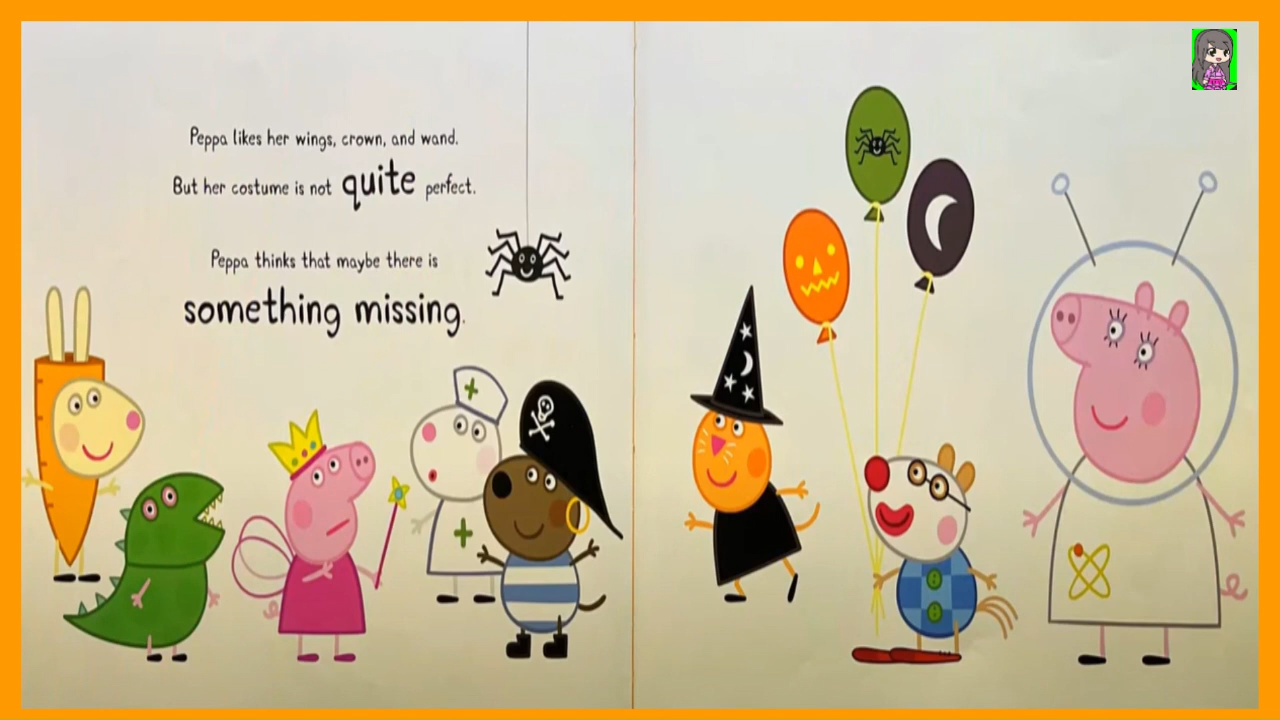 Peppa likes her wings, crown, and wand.
But her costume is not quite perfect.
Peppa thinks that maybe there is
something missing.